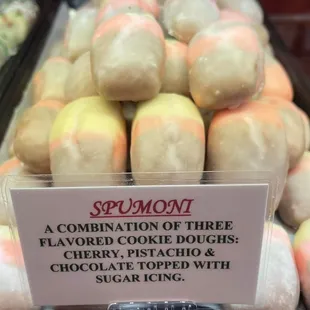 SPUMONI
A COMBINATION OF THREE
FLAVORED COOKIE DOUGHS:
CHERRY, PISTACHIO &
CHOCOLATE TOPPED WITH
SUGAR ICING.